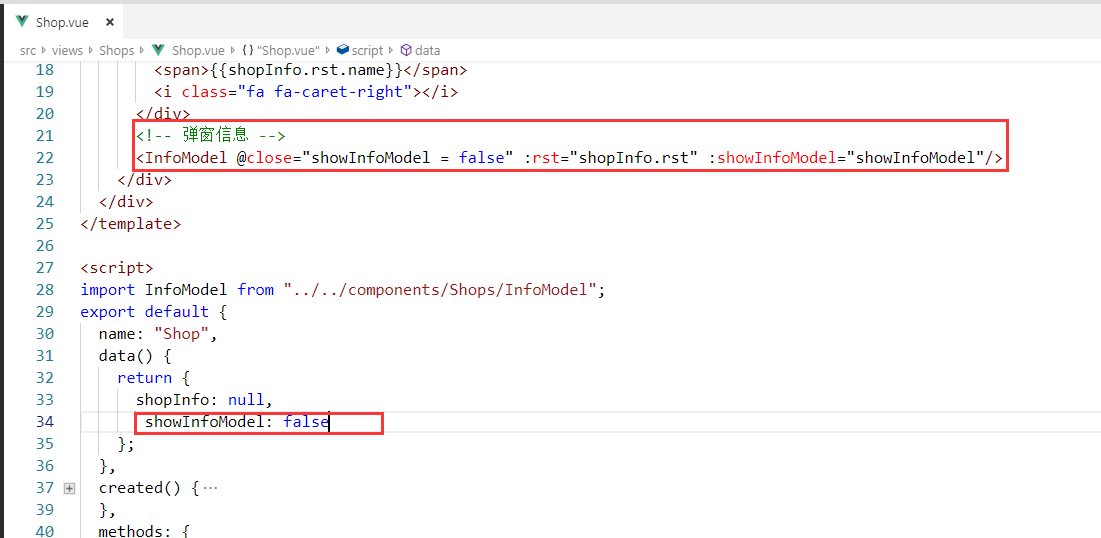 Shop.vue ×
src views Shops Shop.vue {} "Shop.vue" script data
18 <span>{{shopInfo.rst.name}}</span>
19 <i class="fa fa-caret-right"></i>
20 </div>
21 <!-- 弹窗信息 -->
22 <InfoModel @close="showInfoModel = false" :rst="shopInfo.rst" :showInfoModel="showInfoModel"/>
23 </div>
24 </div>
25 </template>
26
27 <script>
28 import InfoModel from "../../components/Shops/InfoModel";
29 export default {
30 name: "Shop",
31 data() {
32 return {
33 shopInfo: null,
34 showInfoModel: false
35 };
36 },
37 created() {···
39 },
40 methods: {